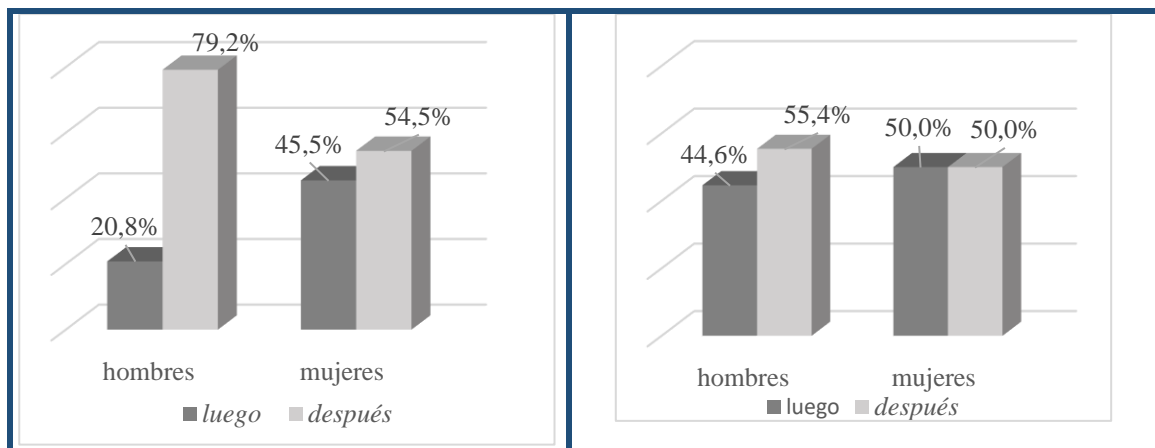 79,2%
54,5%
45,5%
20,8%
hombres mujeres
luego después
55,4%
50,0% 50,0%
44,6%
hombres mujeres
luego después